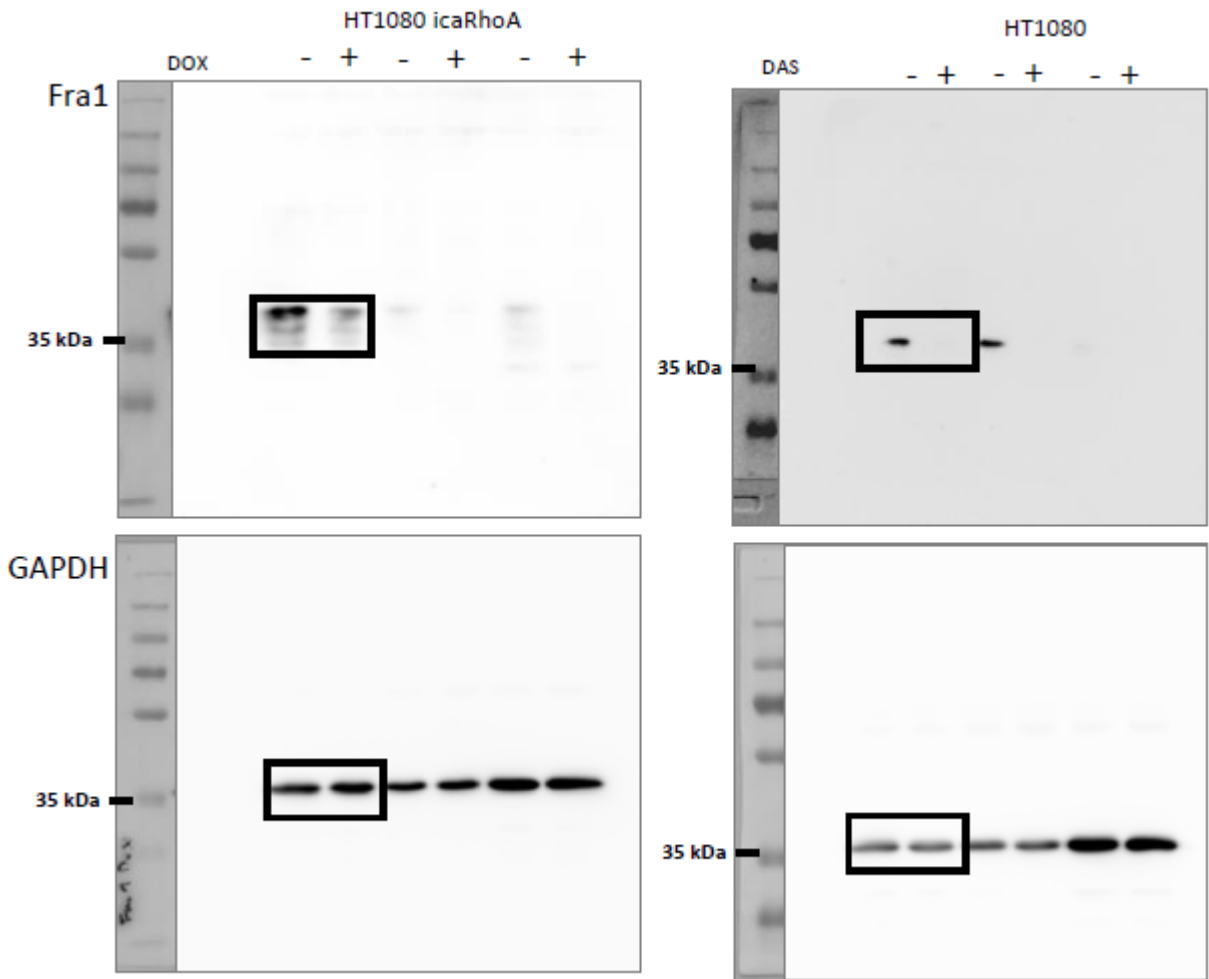 HT1080 icaRhoA
DOX - + - + - +
Fra1
35 kDa
HT1080
DAS - + - + - +
35 kDa
GAPDH
35 kDa
35 kDa